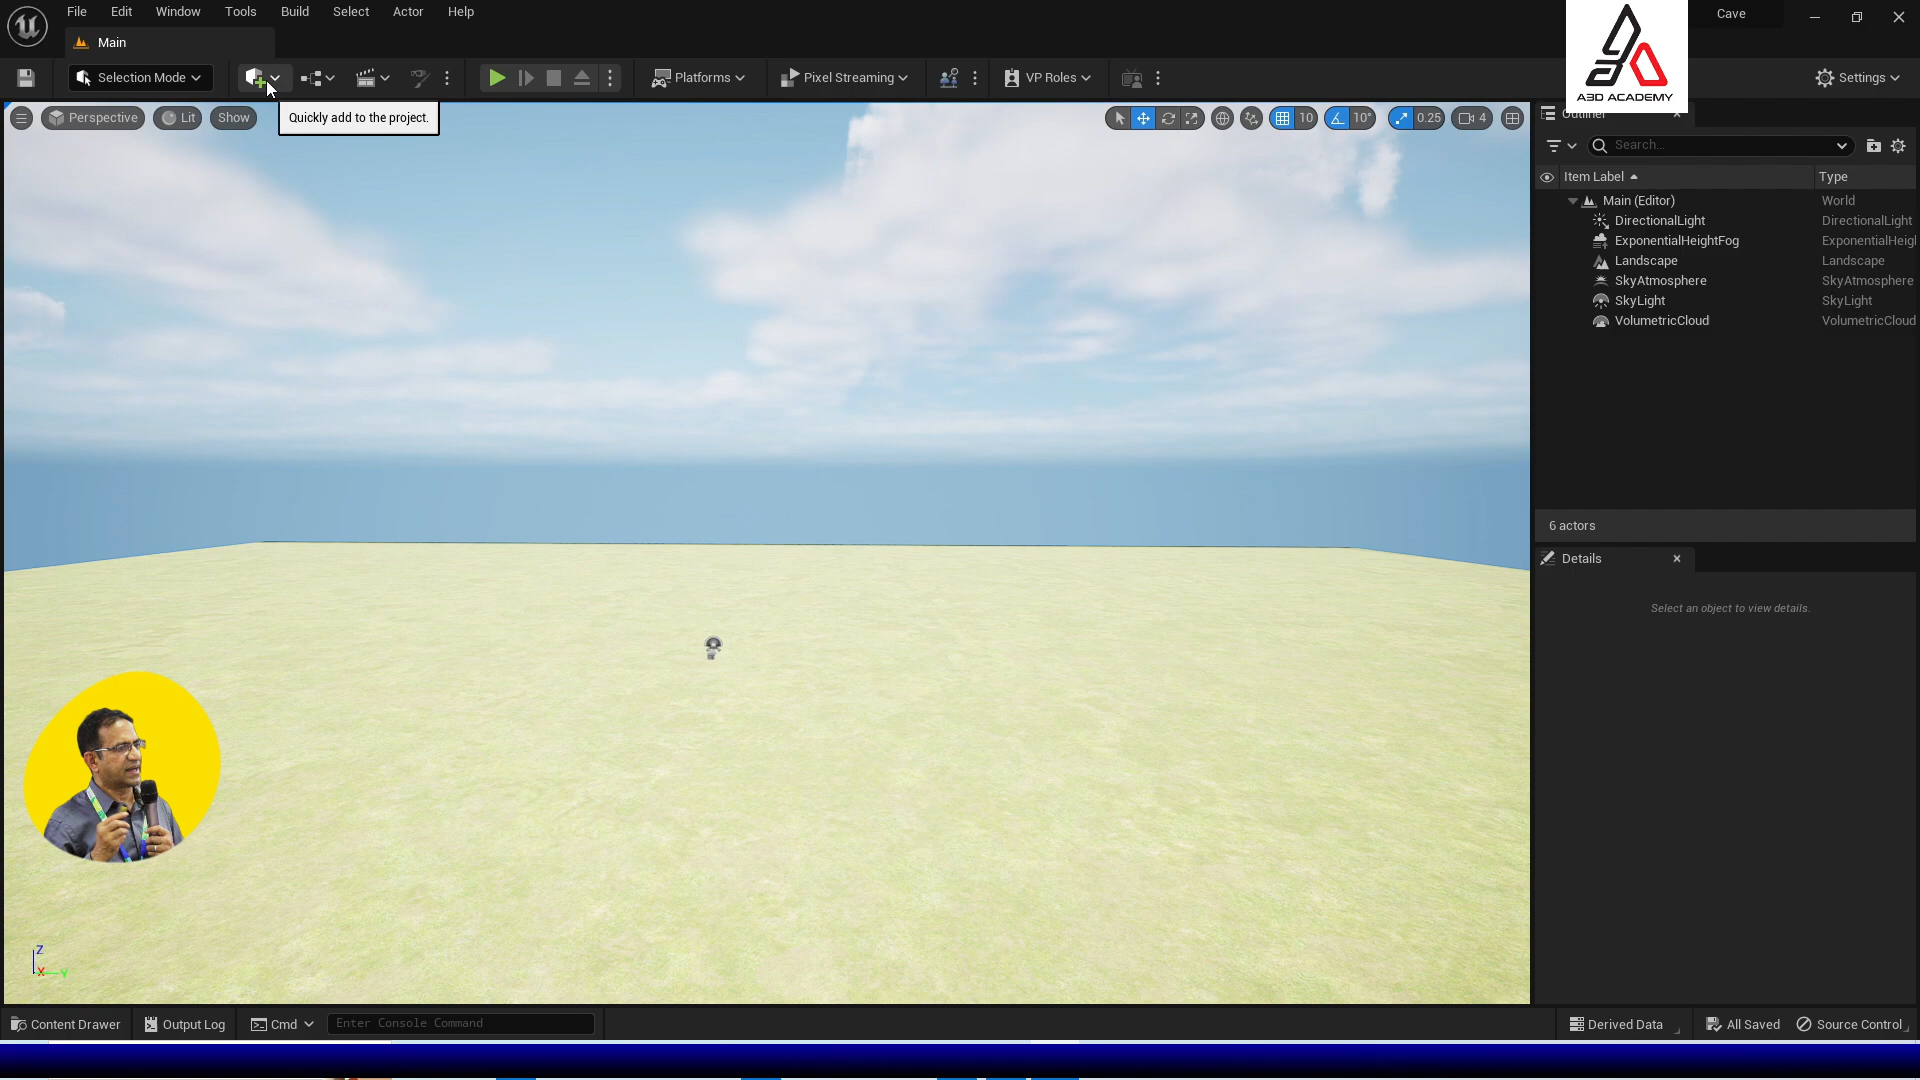 File Edit Window Tools Build Select Actor Help
Cave
Main
Selection Mode
Platforms
Pixel Streaming
VP Roles
Settings
A3D ACADEMY
Perspective
Lit
Show
Quickly add to the project.
10
10°
0.25
4
Outliner
Search...
Item Label Type
Main (Editor) World
DirectionalLight DirectionalLight
ExponentialHeightFog ExponentialHeigl
Landscape Landscape
SkyAtmosphere SkyAtmosphere
SkyLight SkyLight
VolumetricCloud VolumetricCloud
6 actors
Details
Select an object to view details.
Z
X Y
Content Drawer
Output Log
Cmd
Enter Console Command
Derived Data
All Saved
Source Control